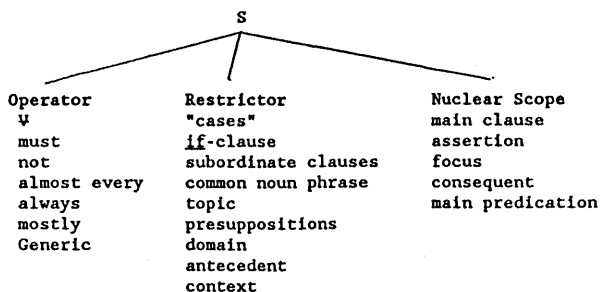 S
Operator Restrictor Nuclear Scope
∀ "cases" main clause
must if-clause assertion
not subordinate clauses focus
almost every common noun phrase consequent
always topic main predication
mostly presuppositions
Generic domain
antecedent
context